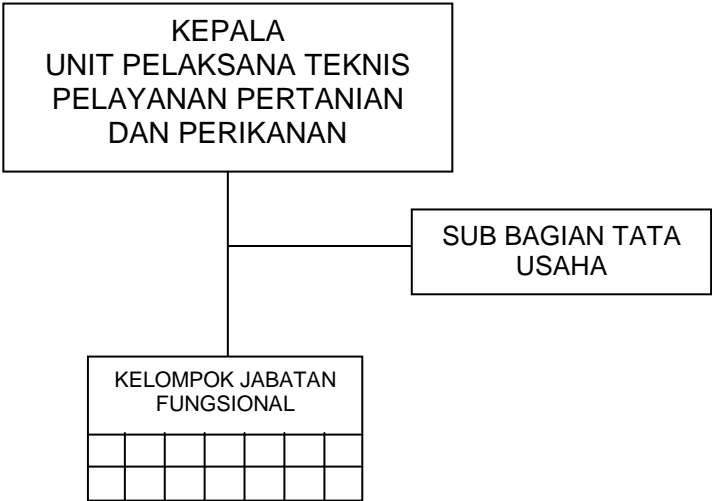 KEPALA
UNIT PELAKSANA TEKNIS
PELAYANAN PERTANIAN
DAN PERIKANAN
SUB BAGIAN TATA
USAHA
KELOMPOK JABATAN
FUNGSIONAL